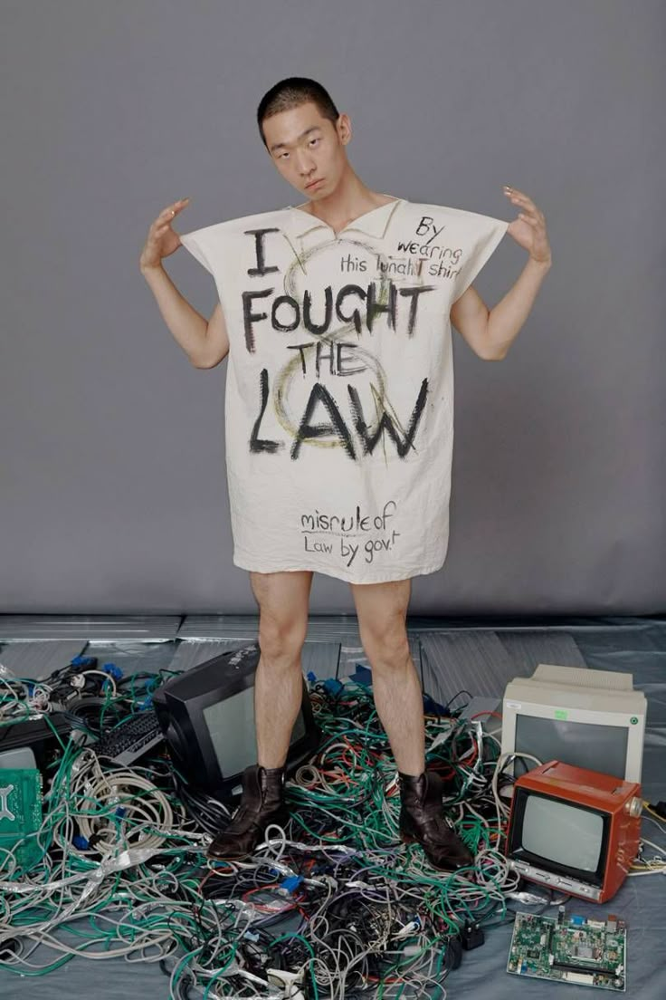 I
By
wearing
this lunatic T shirt
FOUGHT
THE
LAW
misrule of
Law by gov.t